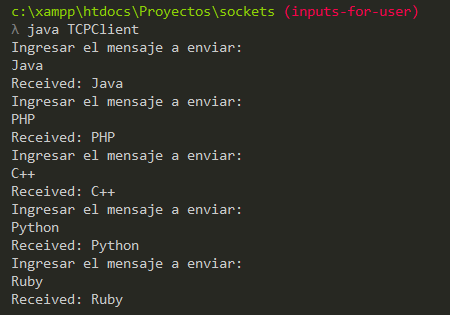 c:\xampp\htdocs\Proyectos\sockets (inputs-for-user)
λ java TCPClient
Ingresar el mensaje a enviar:
Java
Received: Java
Ingresar el mensaje a enviar:
PHP
Received: PHP
Ingresar el mensaje a enviar:
C++
Received: C++
Ingresar el mensaje a enviar:
Python
Received: Python
Ingresar el mensaje a enviar:
Ruby
Received: Ruby